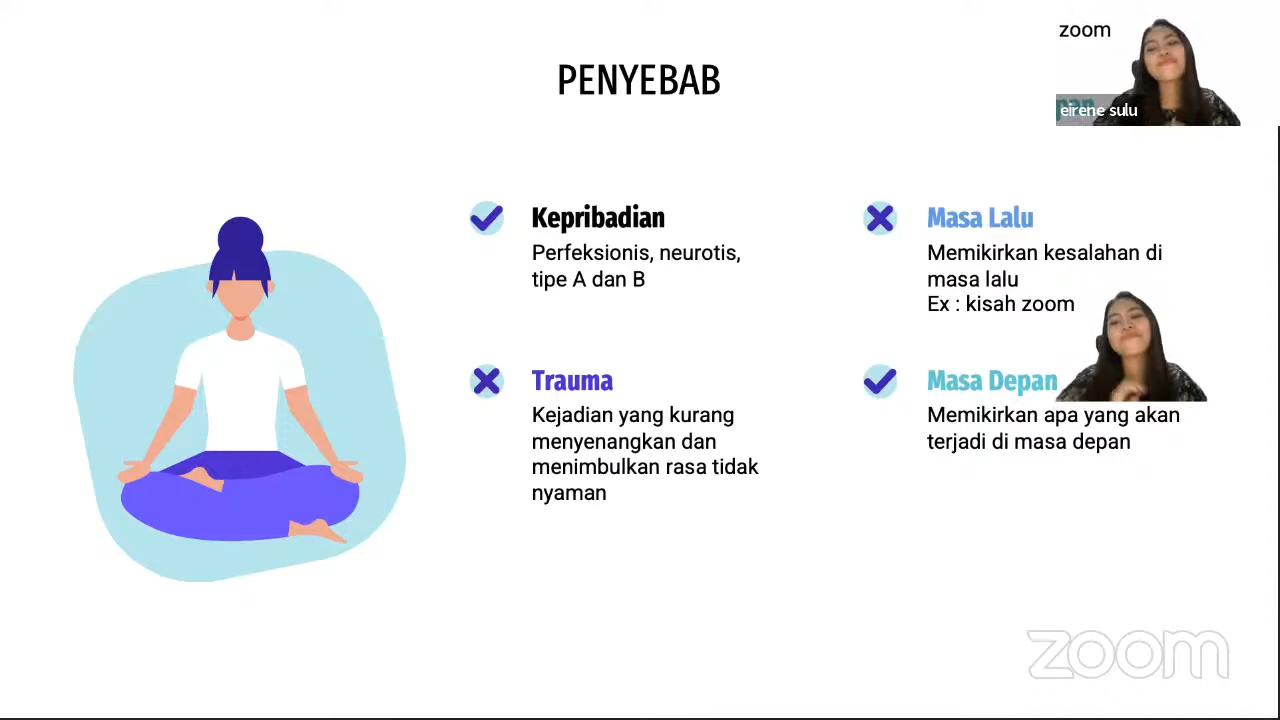 zoom
PENYEBAB
eirene sulu
Kepribadian
Perfeksionis, neurotis,
tipe A dan B
Masa Lalu
Memikirkan kesalahan di
masa lalu
Ex : kisah zoom
Trauma
Kejadian yang kurang
menyenangkan dan
menimbulkan rasa tidak
nyaman
Masa Depan
Memikirkan apa yang akan
terjadi di masa depan
zoom